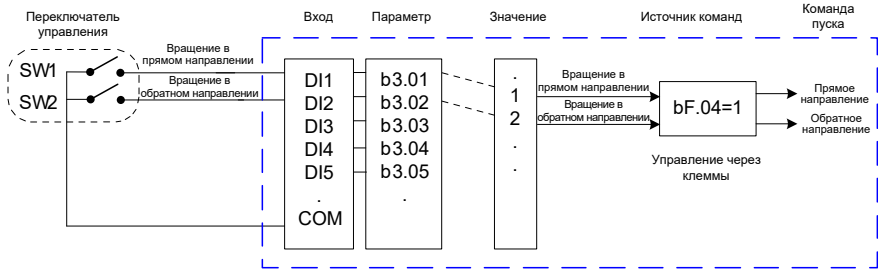 Переключатель
управления
Вход
Параметр
Значение
Источник команд
Команда
пуска
SW1
SW2
Вращение в
прямом направлении
Вращение в
обратном направлении
DI1
DI2
DI3
DI4
DI5
.
COM
b3.01
b3.02
b3.03
b3.04
b3.05
.
.
1
2
.
.
Вращение в
прямом направлении
Вращение в
обратном направлении
bF.04=1
Управление через
клеммы
Прямое
направление
Обратное
направление